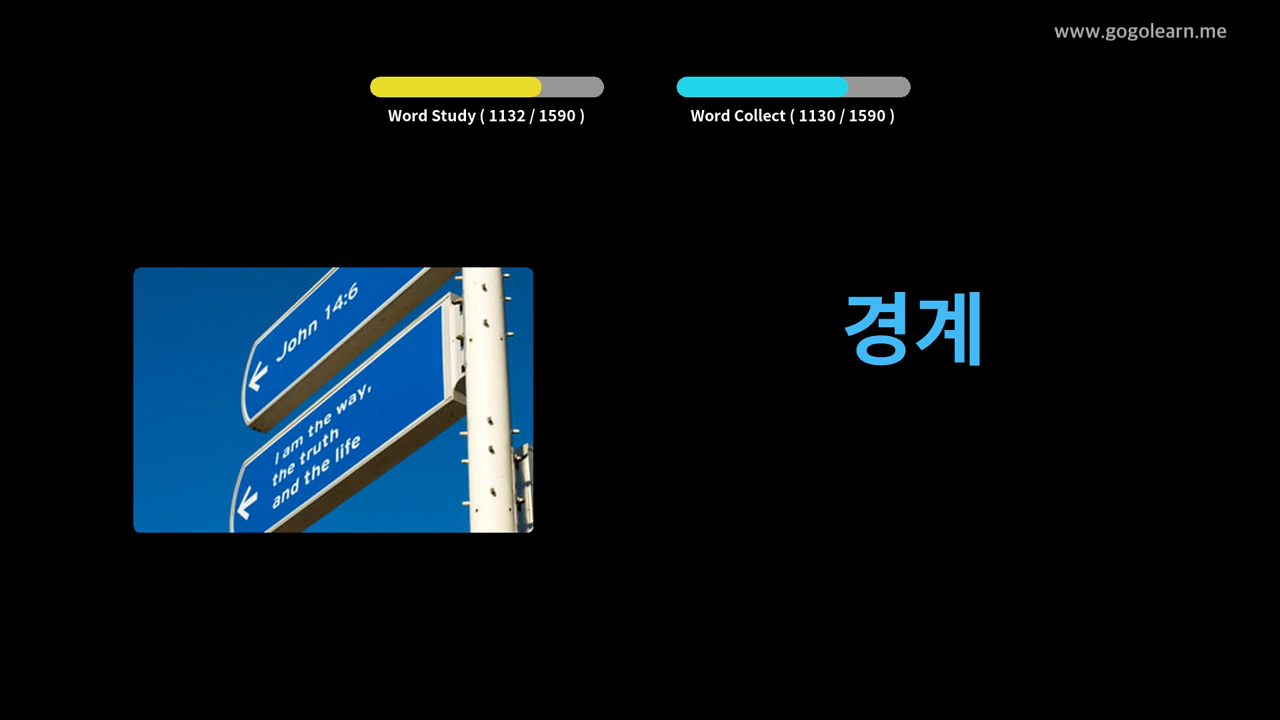 www.gogolearn.me
Word Study ( 1132 / 1590 )
Word Collect ( 1130 / 1590 )
John 14:6
I am the way,
the truth
and the life
경계